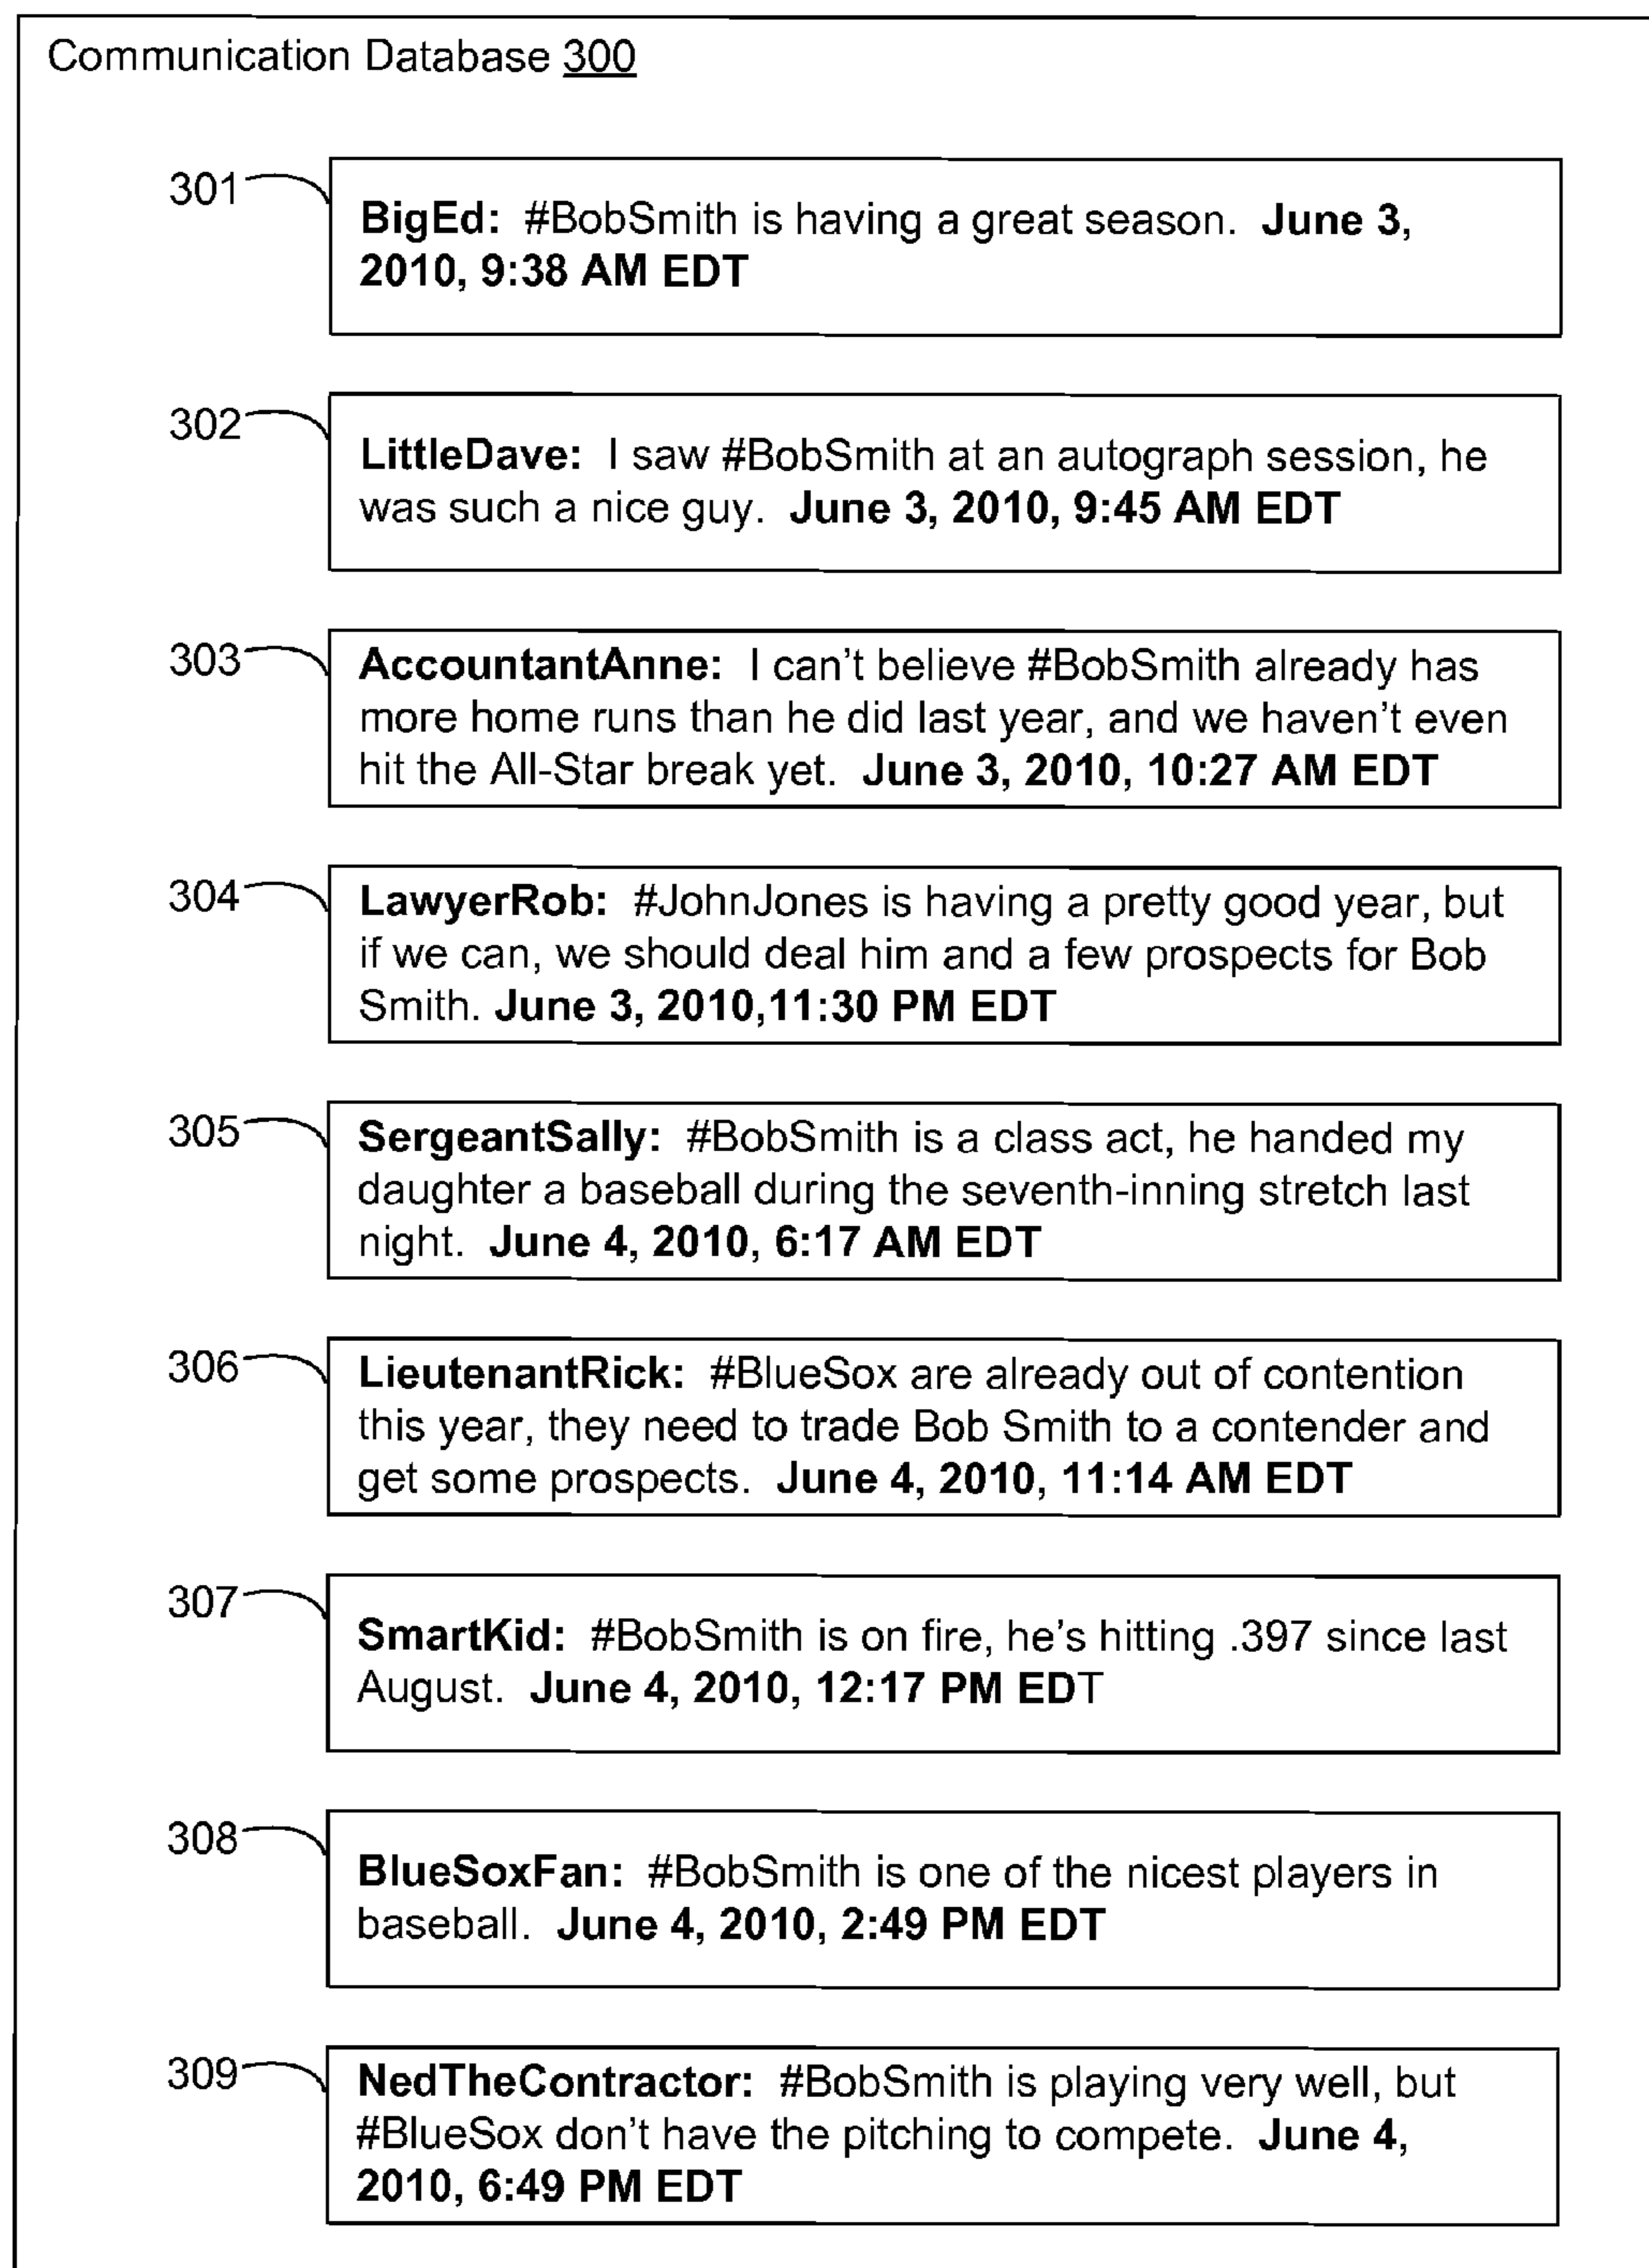 Communication Database 300
301
BigEd: #BobSmith is having a great season. June 3,
2010, 9:38 AM EDT
302
LittleDave: I saw #BobSmith at an autograph session, he
was such a nice guy. June 3, 2010, 9:45 AM EDT
303
AccountantAnne: I can't believe #BobSmith already has
more home runs than he did last year, and we haven't even
hit the All-Star break yet. June 3, 2010, 10:27 AM EDT
304
LawyerRob: #JohnJones is having a pretty good year, but
if we can, we should deal him and a few prospects for Bob
Smith. June 3, 2010,11:30 PM EDT
305
SergeantSally: #BobSmith is a class act, he handed my
daughter a baseball during the seventh-inning stretch last
night. June 4, 2010, 6:17 AM EDT
306
LieutenantRick: #BlueSox are already out of contention
this year, they need to trade Bob Smith to a contender and
get some prospects. June 4, 2010, 11:14 AM EDT
307
SmartKid: #BobSmith is on fire, he's hitting .397 since last
August. June 4, 2010, 12:17 PM EDT
308
BlueSoxFan: #BobSmith is one of the nicest players in
baseball. June 4, 2010, 2:49 PM EDT
309
NedTheContractor: #BobSmith is playing very well, but
#BlueSox don't have the pitching to compete. June 4,
2010, 6:49 PM EDT